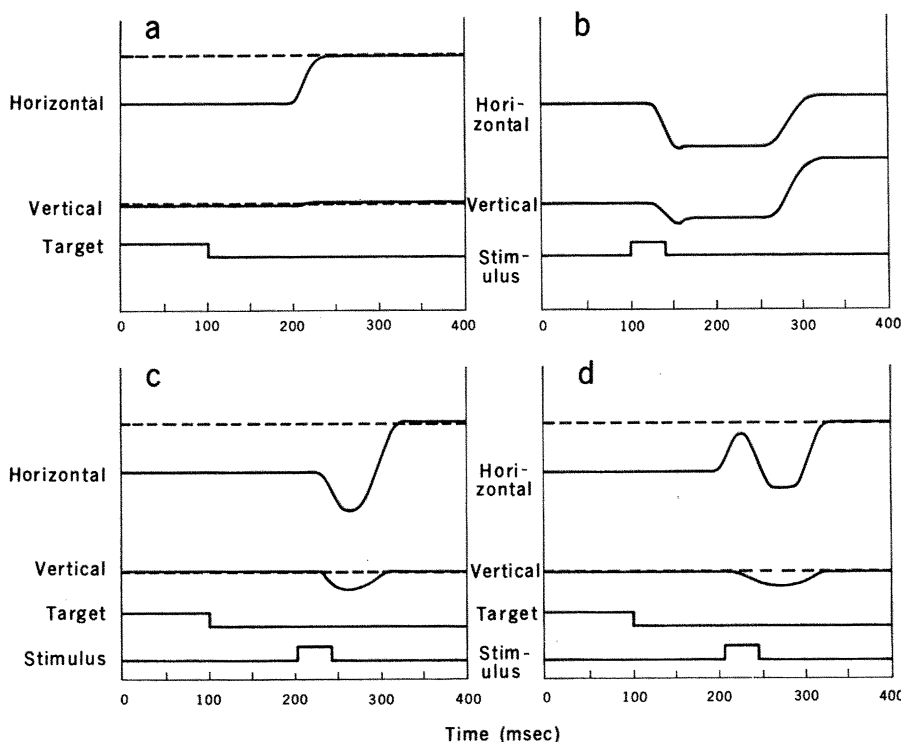 a
Horizontal
Vertical
Target
0 100 200 300 400
b
Hori-
zontal
Vertical
Stim-
ulus
0 100 200 300 400
c
Horizontal
Vertical
Target
Stimulus
0 100 200 300 400
d
Hori-
zontal
Vertical
Target
Stim-
ulus
0 100 200 300 400
Time (msec)